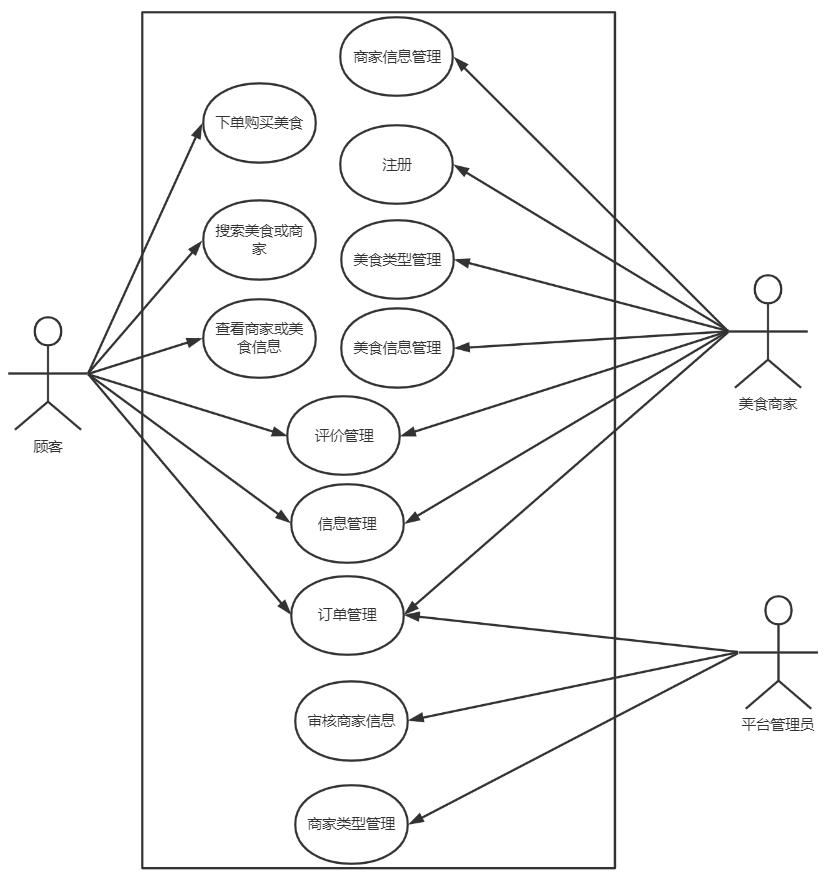 商家信息管理
下单购买美食
注册
搜索美食或商
家
美食类型管理
查看商家或美
食信息
美食信息管理
美食商家
评价管理
顾客
信息管理
订单管理
审核商家信息
平台管理员
商家类型管理